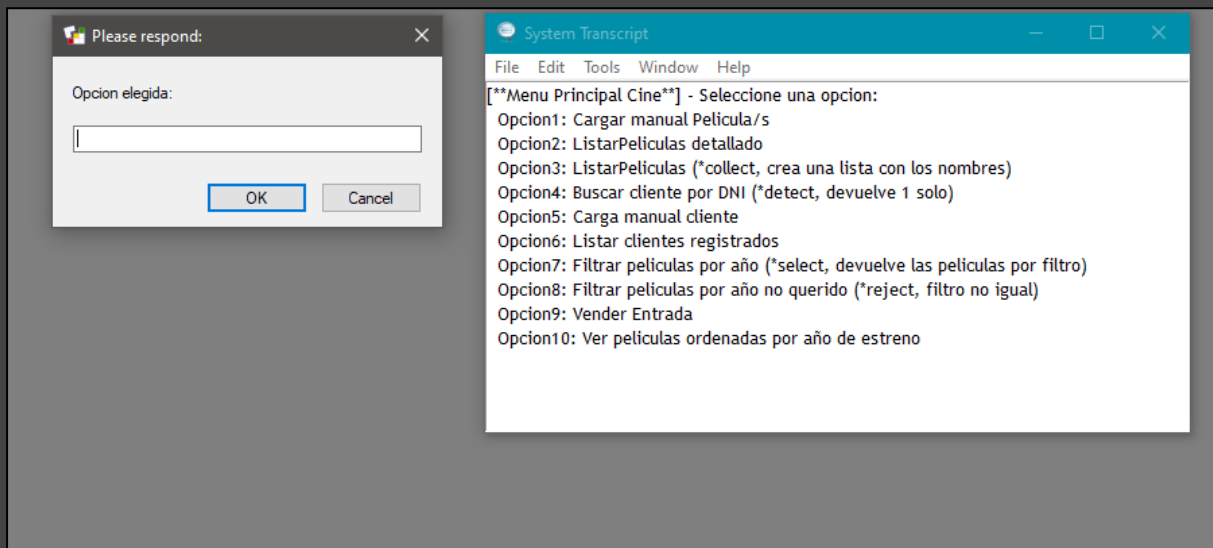 Please respond:
Opcion elegida:
OK
Cancel
System Transcript
File Edit Tools Window Help
[**Menu Principal Cine**] - Seleccione una opcion:
Opcion1: Cargar manual Pelicula/s
Opcion2: ListarPeliculas detallado
Opcion3: ListarPeliculas (*collect, crea una lista con los nombres)
Opcion4: Buscar cliente por DNI (*detect, devuelve 1 solo)
Opcion5: Carga manual cliente
Opcion6: Listar clientes registrados
Opcion7: Filtrar peliculas por año (*select, devuelve las peliculas por filtro)
Opcion8: Filtrar peliculas por año no querido (*reject, filtro no igual)
Opcion9: Vender Entrada
Opcion10: Ver peliculas ordenadas por año de estreno